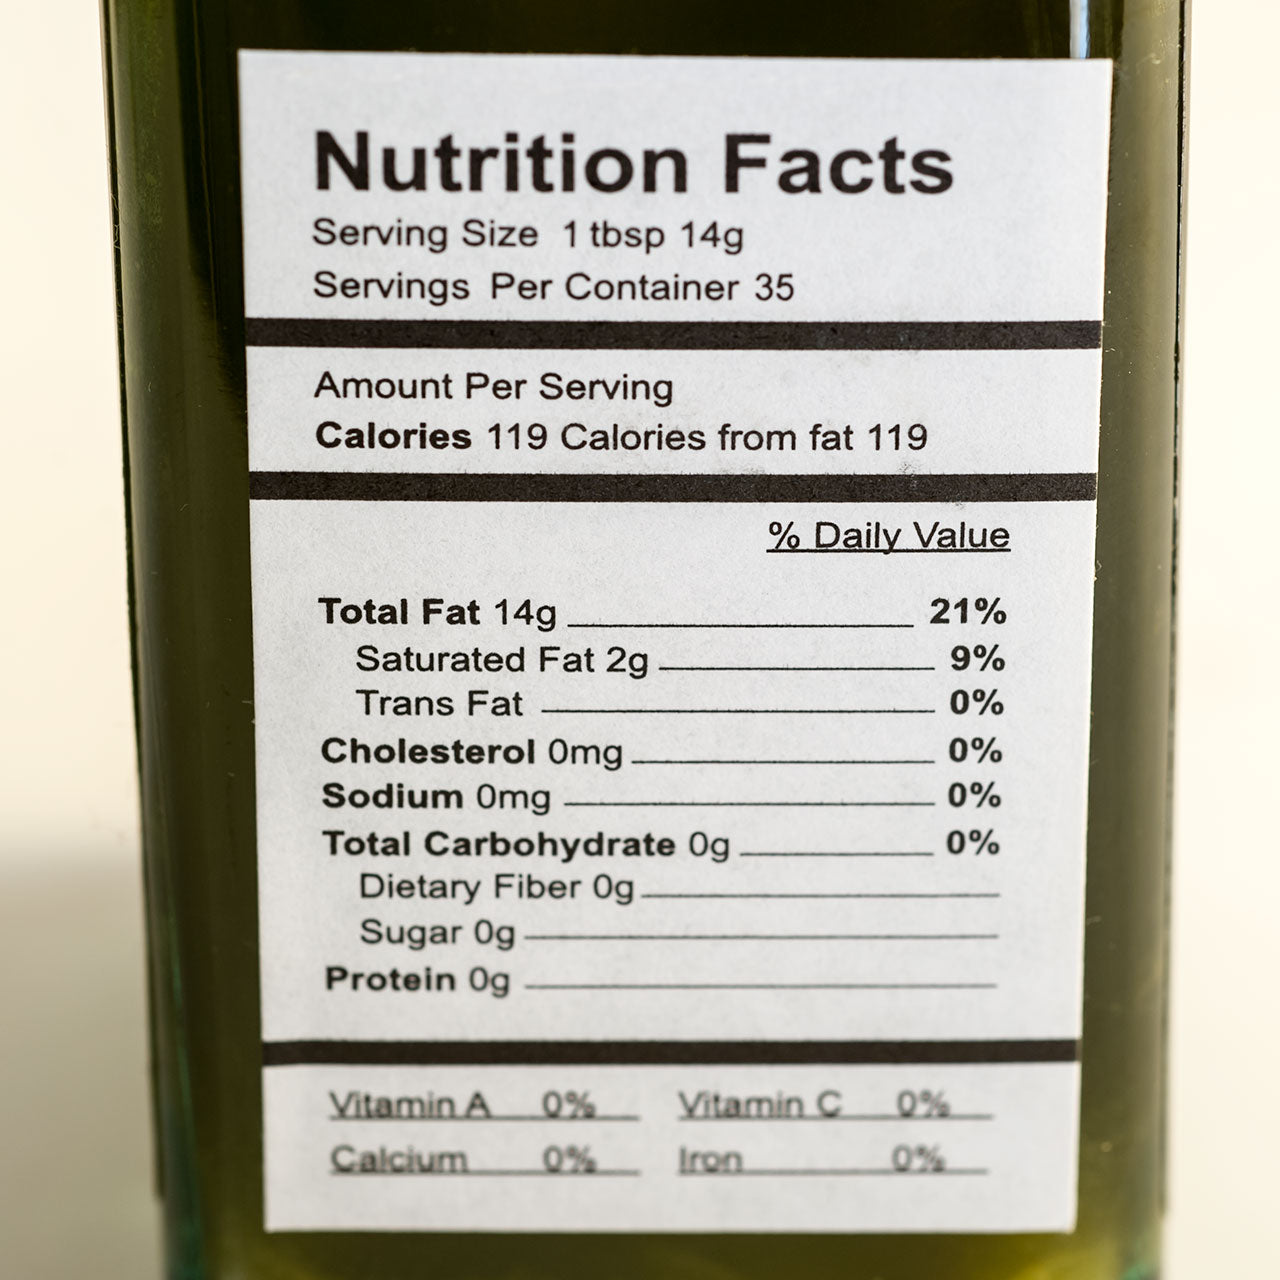 Nutrition Facts
Serving Size 1 tbsp 14g
Servings Per Container 35
Amount Per Serving
Calories 119 Calories from fat 119
% Daily Value
Total Fat 14g 21%
Saturated Fat 2g 9%
Trans Fat 0%
Cholesterol 0mg 0%
Sodium 0mg 0%
Total Carbohydrate 0g 0%
Dietary Fiber 0g
Sugar 0g
Protein 0g
Vitamin A 0% Vitamin C 0%
Calcium 0% Iron 0%